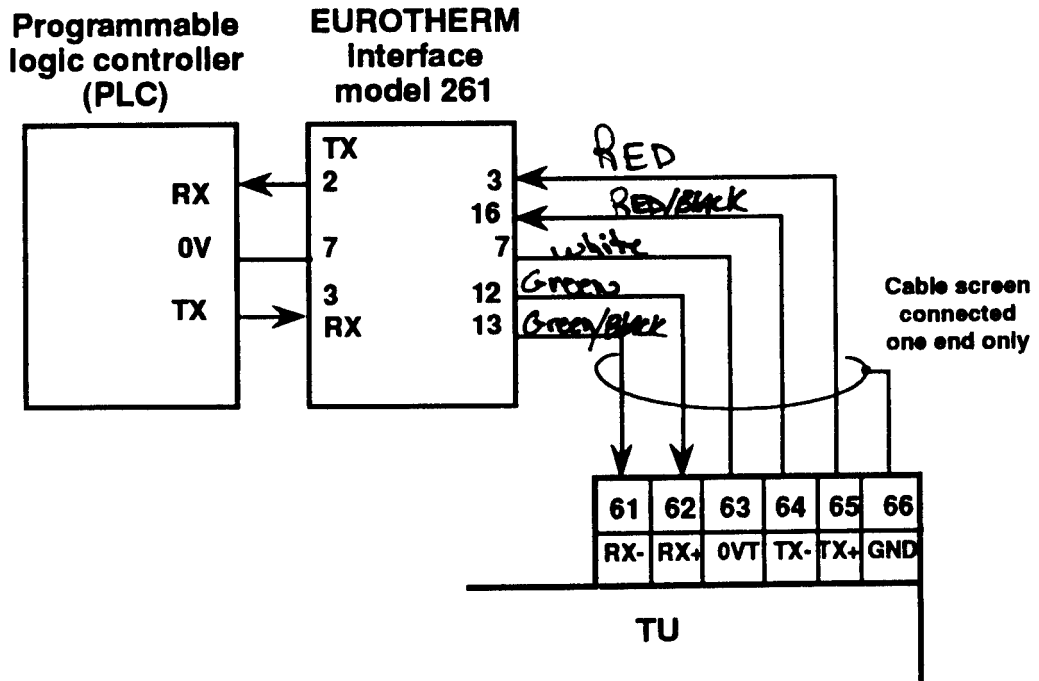 Programmable
logic controller
(PLC)
EUROTHERM
Interface
model 261
TX
2
7
3
RX
RX
0V
TX
3
16
7
12
13
RED
RED/BLACK
White
Green
Green/BLACK
Cable screen
connected
one end only
61 62 63 64 65 66
RX- RX+ 0VT TX- TX+ GND
TU